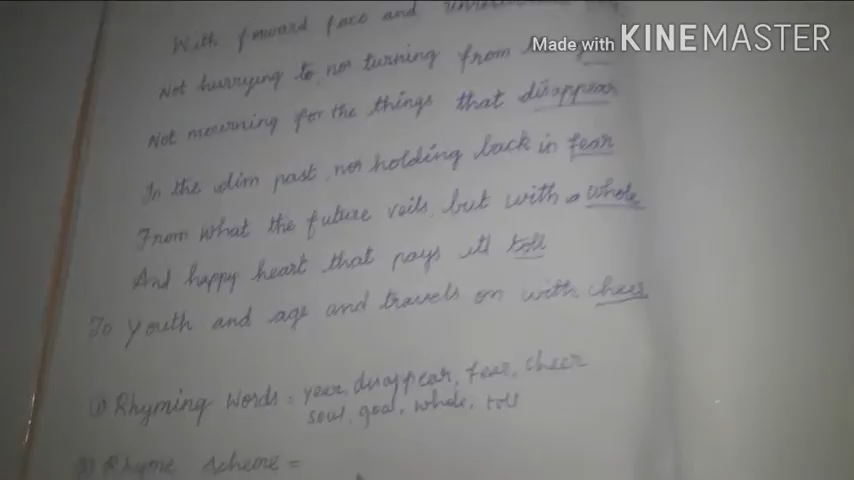 With forward face and
Made with KINEMASTER
Not hurrying to, nor turning from
Not mourning for the things that disappear
In the dim past, nor holding back in fear
From what the future veils, but with a whole
And happy heart that pays it's toll
To youth and age and travels on with cheer
① Rhyming Words = year, disappear, fear, cheer
soul, goal, whole, toll
② Rhyme scheme =